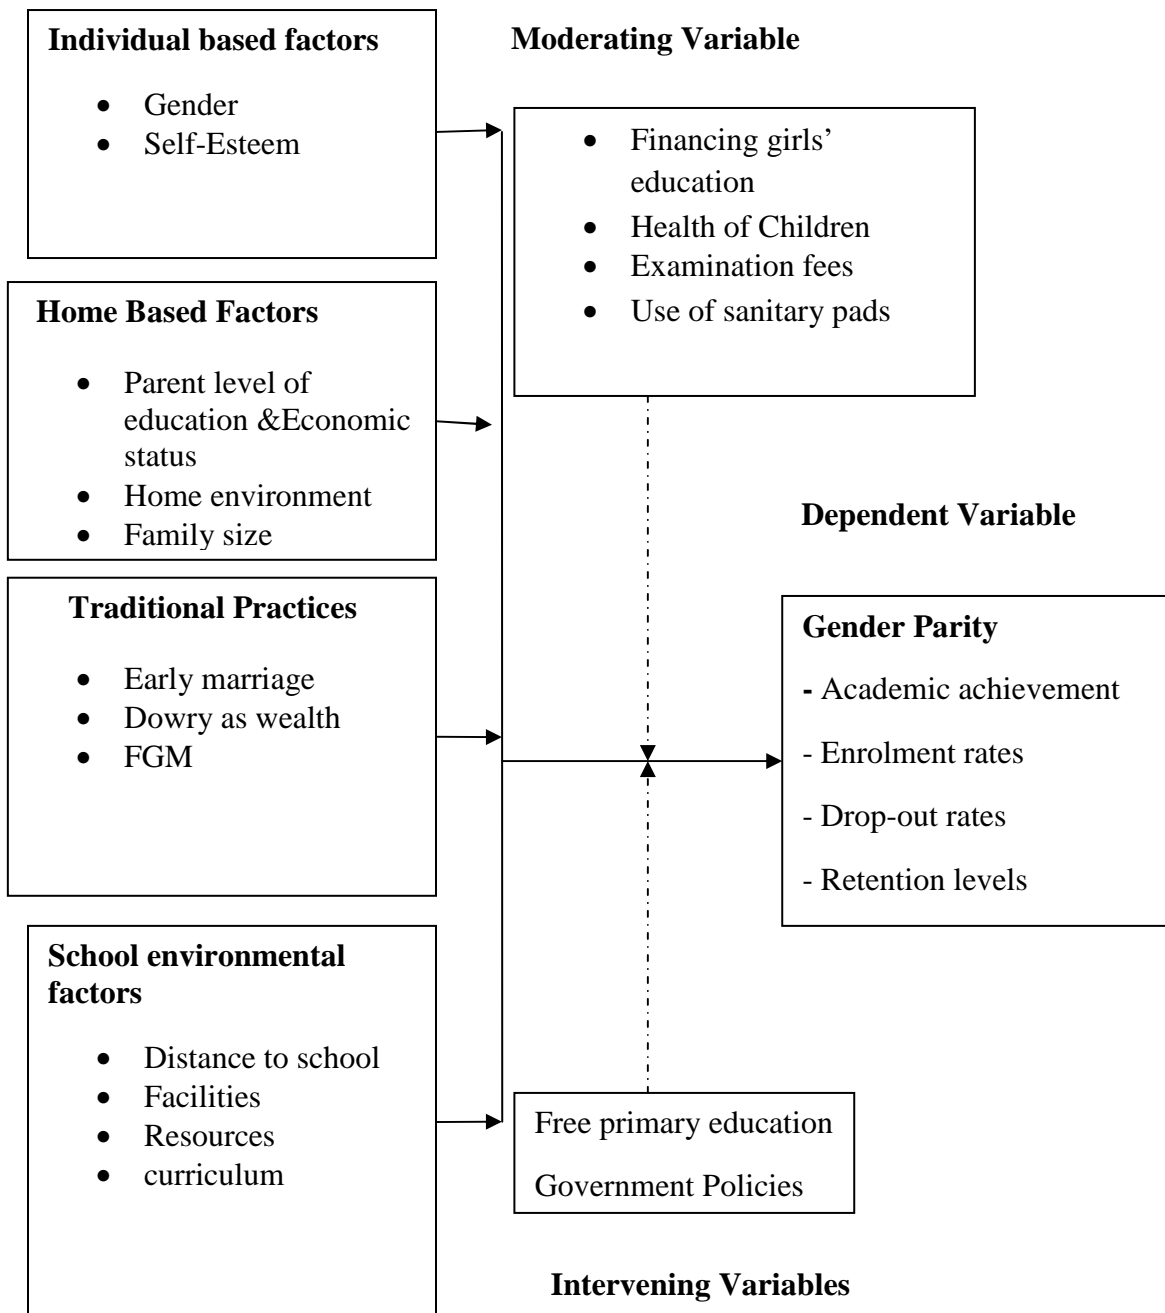 Individual based factors
• Gender
• Self-Esteem
Moderating Variable
• Financing girls’
education
• Health of Children
• Examination fees
• Use of sanitary pads
Home Based Factors
• Parent level of
education &Economic
status
• Home environment
• Family size
Dependent Variable
Traditional Practices
• Early marriage
• Dowry as wealth
• FGM
Gender Parity
- Academic achievement
- Enrolment rates
- Drop-out rates
- Retention levels
School environmental
factors
• Distance to school
• Facilities
• Resources
• curriculum
Free primary education
Government Policies
Intervening Variables